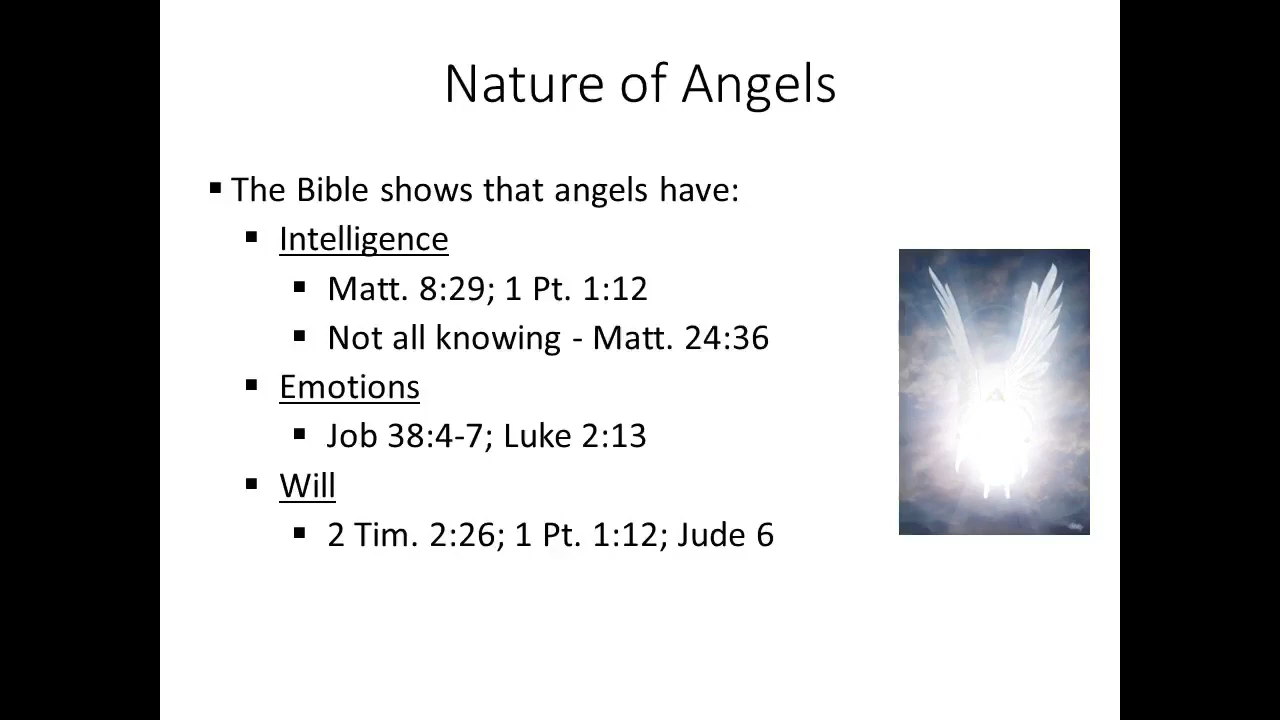 Nature of Angels
▪ The Bible shows that angels have:
▪ Intelligence
▪ Matt. 8:29; 1 Pt. 1:12
▪ Not all knowing - Matt. 24:36
▪ Emotions
▪ Job 38:4-7; Luke 2:13
▪ Will
▪ 2 Tim. 2:26; 1 Pt. 1:12; Jude 6